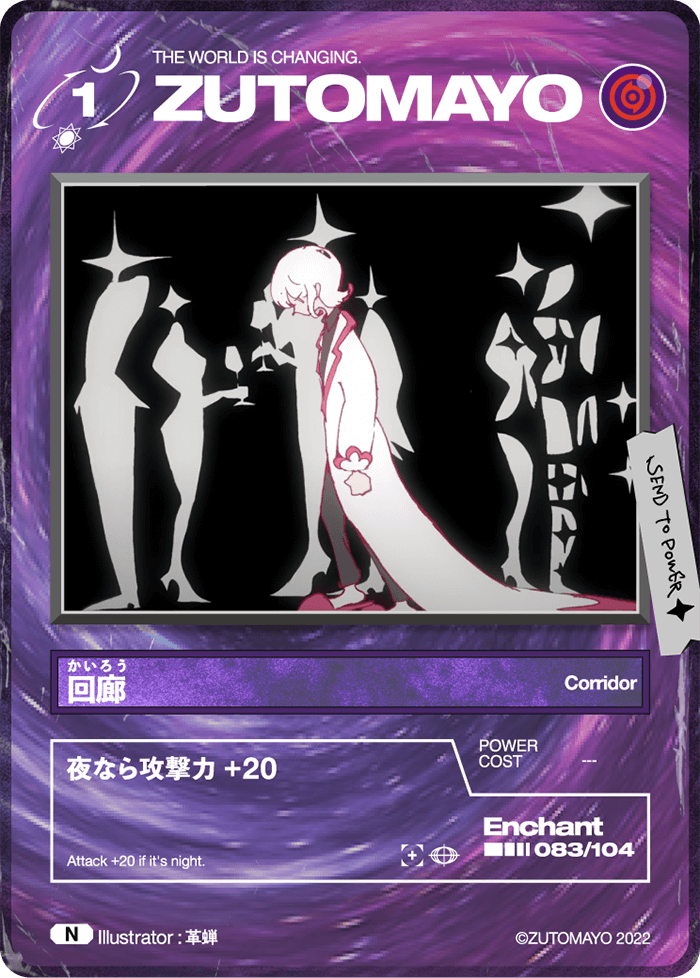 THE WORLD IS CHANGING.
1
ZUTOMAYO
SEND TO POWER
かいろう
回廊
Corridor
夜なら攻撃力 +20
POWER
COST
---
Attack +20 if it's night.
Enchant
083/104
N
Illustrator : 革蝉
©ZUTOMAYO 2022